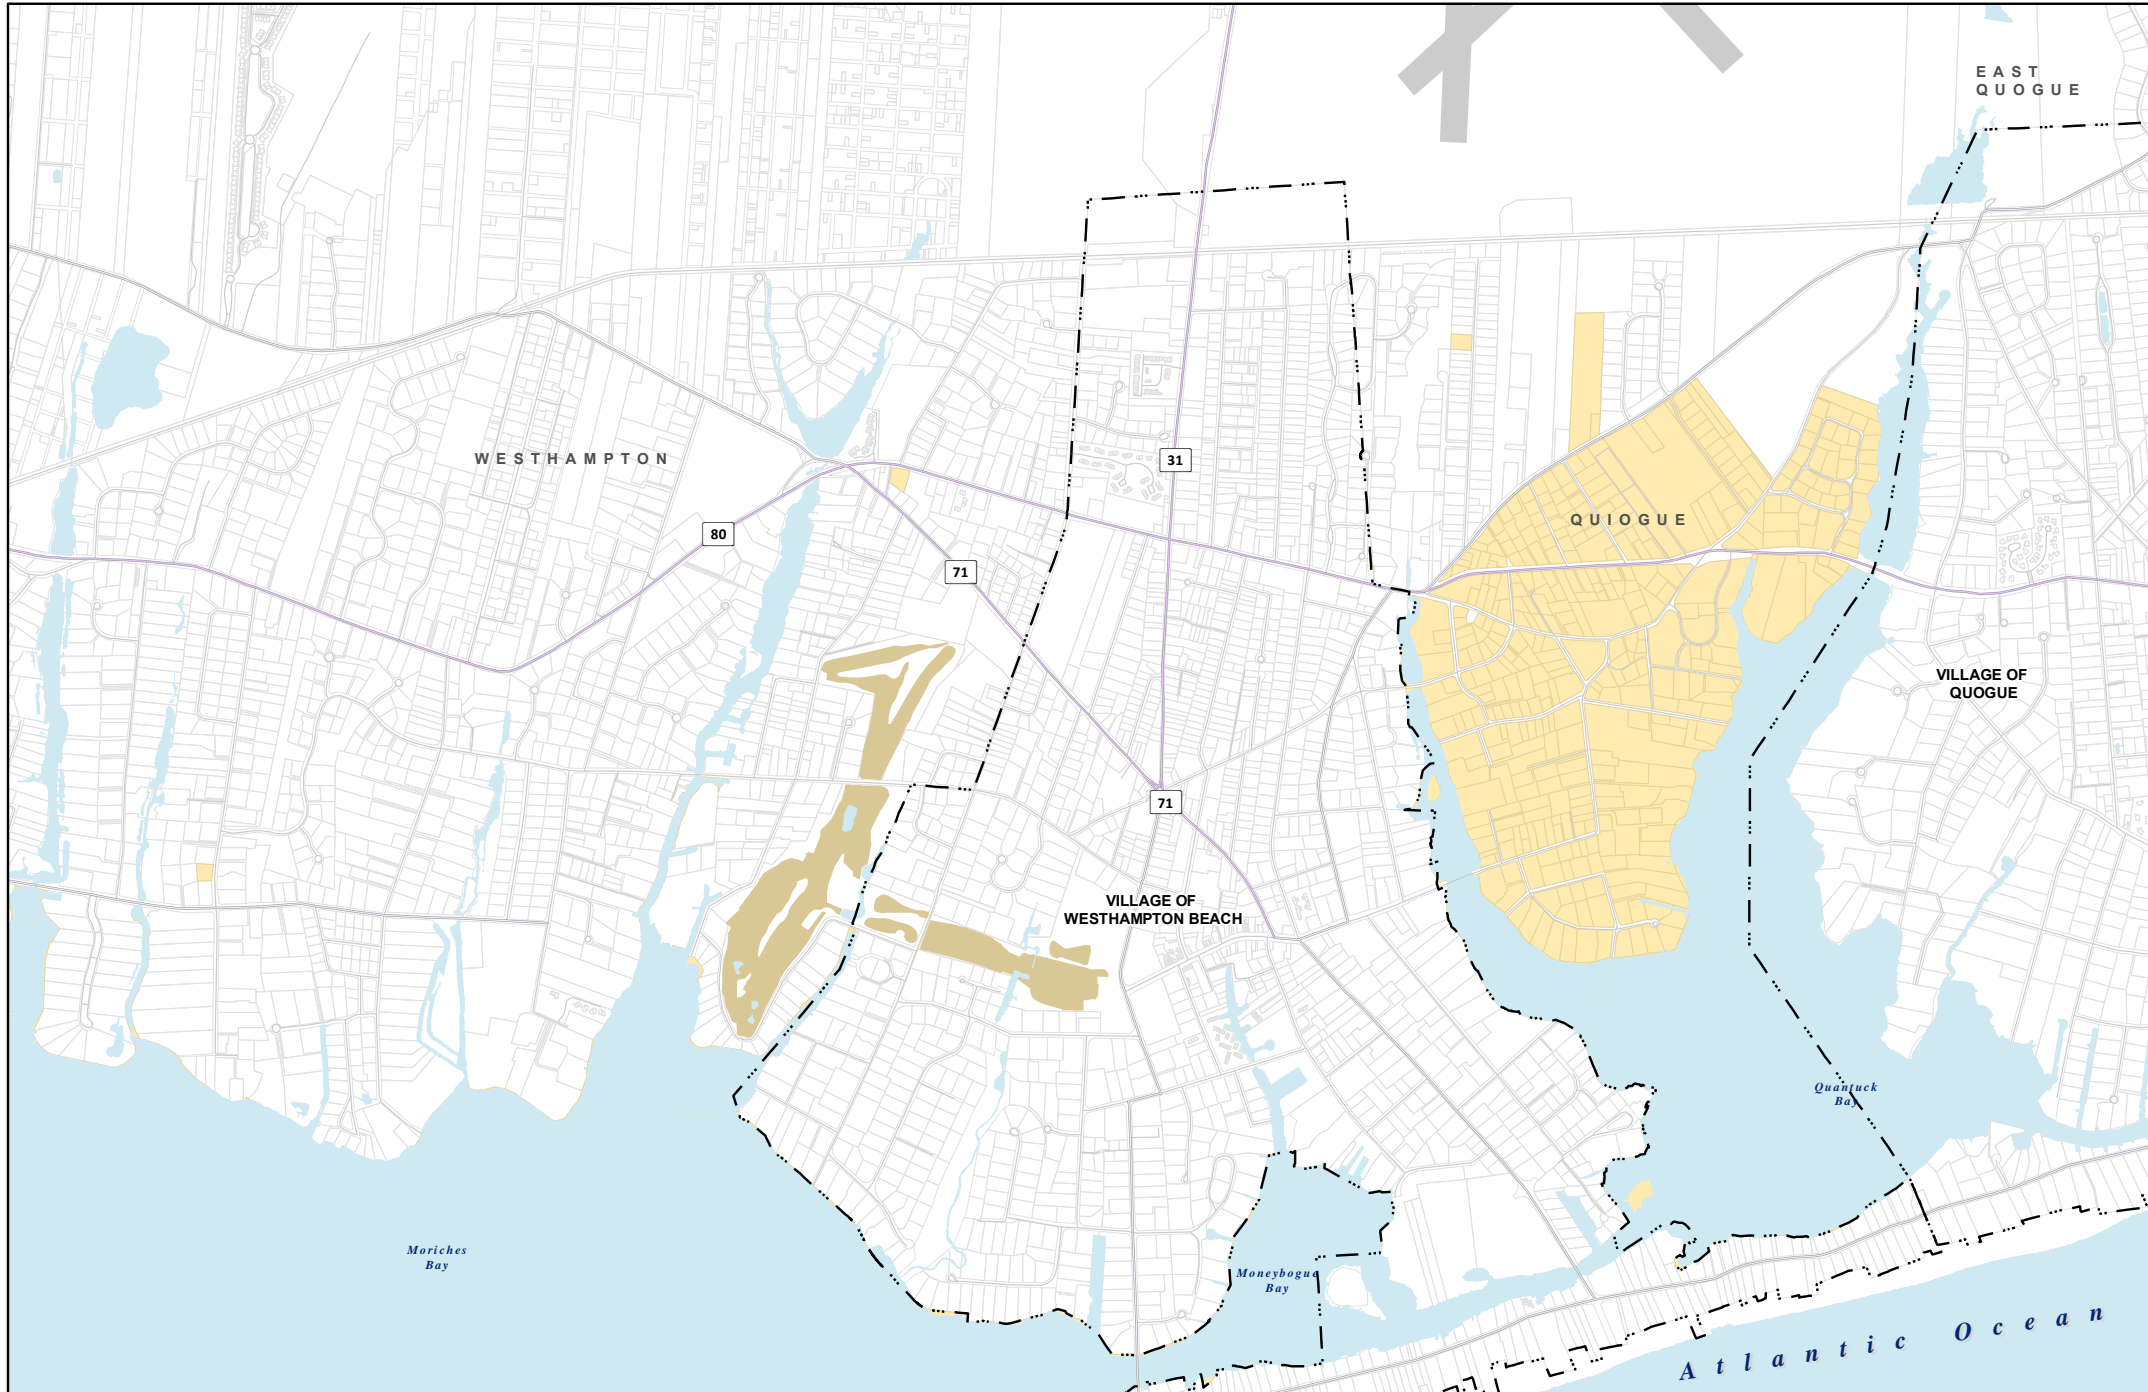 EAST
QUOGUE
WESTHAMPTON
31
QUIOGUE
80
71
VILLAGE OF
QUOGUE
71
VILLAGE OF
WESTHAMPTON BEACH
Quantuck
Bay
Moriches
Bay
Moneybogue
Bay
Atlantic Ocean